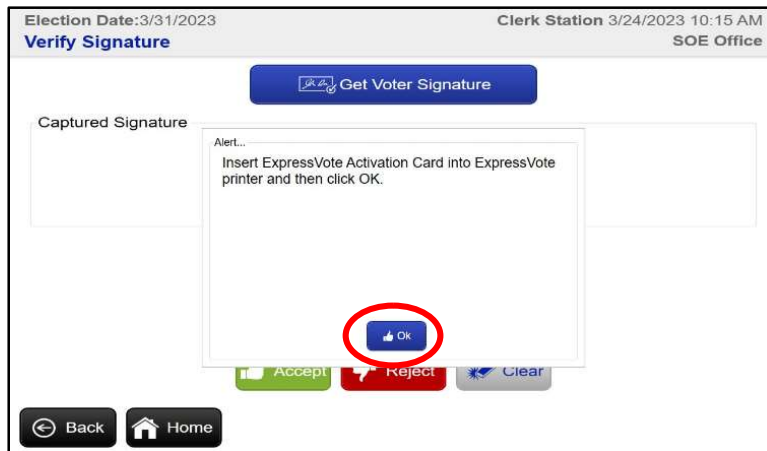 Election Date:3/31/2023
Clerk Station 3/24/2023 10:15 AM
Verify Signature
SOE Office
Get Voter Signature
Captured Signature
Alert...
Insert ExpressVote Activation Card into ExpressVote
printer and then click OK.
Ok
Accept
Reject
Clear
Back
Home